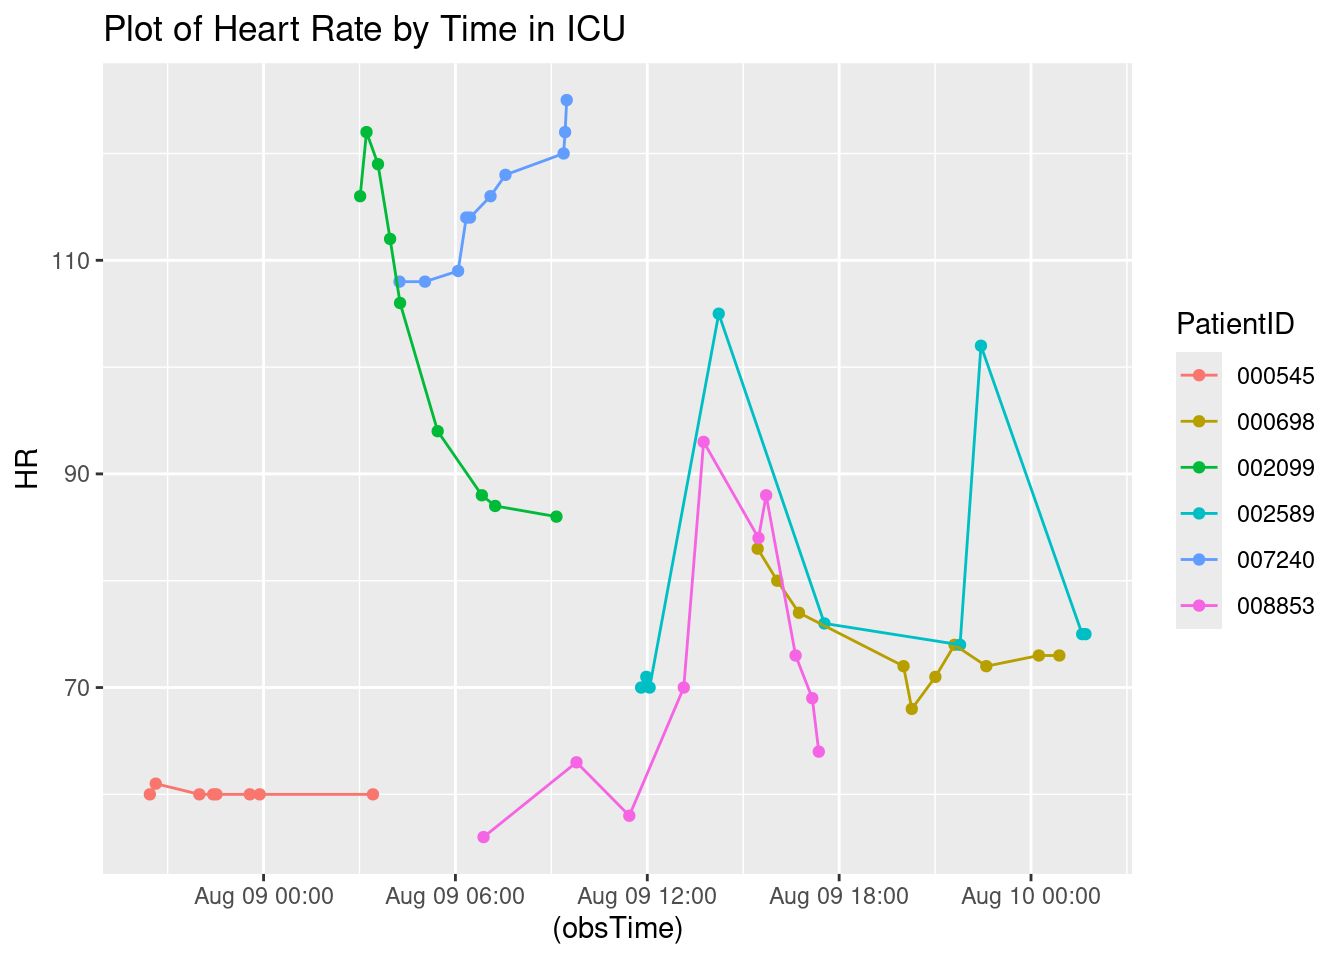 Plot of Heart Rate by Time in ICU
HR
110
90
70
Aug 09 00:00
Aug 09 06:00
Aug 09 12:00
Aug 09 18:00
Aug 10 00:00
(obsTime)
PatientID
000545
000698
002099
002589
007240
008853